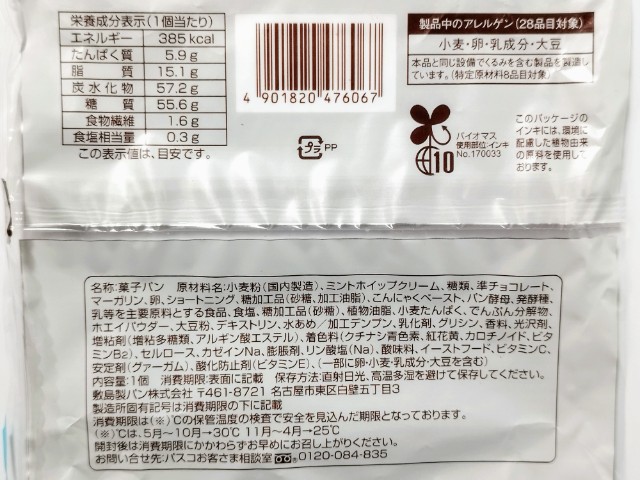 栄養成分表示(1個当たり)
エネルギー 385 kcal
たんぱく質 5.9 g
脂質 15.1 g
炭水化物 57.2 g
糖質 55.6 g
食物繊維 1.6 g
食塩相当量 0.3 g
この表示値は、目安です。
4 901820 476067
プラ PP
製品中のアレルゲン(28品目対象)
小麦・卵・乳成分・大豆
本品と同じ設備でくるみを含む製品を製造し
ています。(特定原材料8品目対象)
バイオマス
使用部位:インキ
No.170033
10
このパッケージの
インキには、環境に
配慮した植物由来
の原料を使用して
おります。
名称:菓子パン 原材料名:小麦粉(国内製造)、ミントホイップクリーム、糖類、準チョコレート、
マーガリン、卵、ショートニング、糖加工品(砂糖、加工油脂)、こんにゃくペースト、パン酵母、発酵種、
乳等を主要原料とする食品、食塩、糖加工品(砂糖)、植物油脂、小麦たんぱく、でんぷん分解物、
ホエイパウダー、大豆粉、デキストリン、水あめ/加工デンプン、乳化剤、グリシン、香料、光沢剤、
増粘剤(増粘多糖類、アルギン酸エステル)、着色料(クチナシ青色素、紅花黄、カロチノイド、ビタ
ミンB2)、セルロース、カゼインNa、膨脹剤、リン酸塩(Na)、酸味料、イーストフード、ビタミンC、
安定剤(グァーガム)、酸化防止剤(ビタミンE)、(一部に卵・小麦・乳成分・大豆を含む)
内容量:1個 消費期限:表面に記載 保存方法:直射日光、高温多湿を避けて保存してください。
敷島製パン株式会社 〒461-8721 名古屋市東区白壁五丁目3
製造所固有記号は消費期限の下に記載
消費期限は(※)℃の保管温度の検査で安全を見込んだ期限となっております。
(※)℃は、5月～10月→30℃ 11月～4月→25℃
開封後は消費期限にかかわらずお早めにお召し上がりください。
お問い合せ先:パスコお客さま相談室 0120-084-835